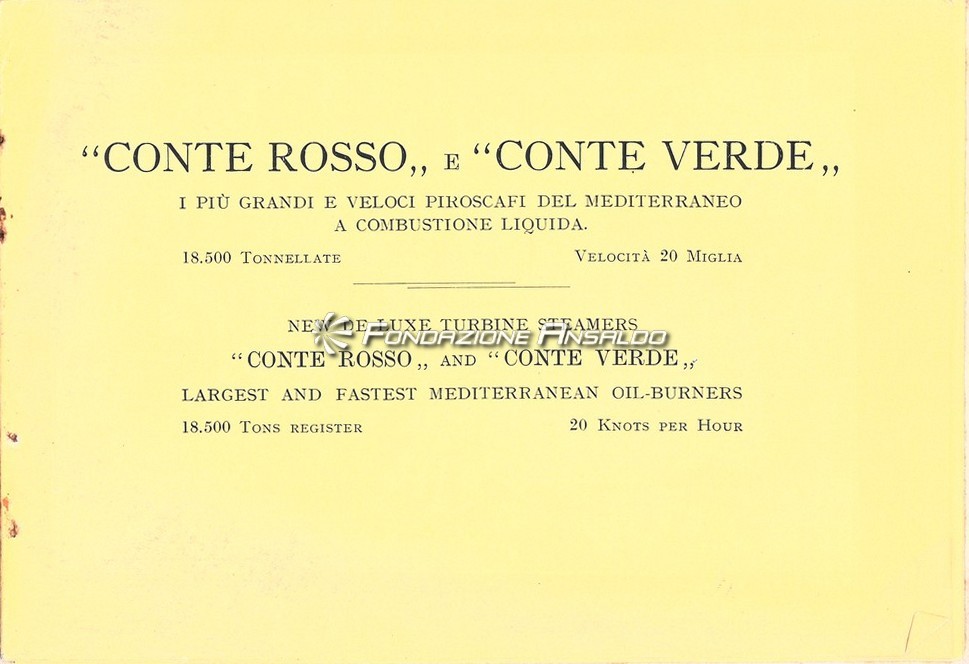 “CONTE ROSSO„ E “CONTE VERDE„
I PIÙ GRANDI E VELOCI PIROSCAFI DEL MEDITERRANEO
A COMBUSTIONE LIQUIDA.
18.500 TONNELLATE VELOCITÀ 20 MIGLIA
NEW DE LUXE TURBINE STEAMERS
FONDAZIONE ANSALDO
“CONTE ROSSO„ AND “CONTE VERDE„
LARGEST AND FASTEST MEDITERRANEAN OIL-BURNERS
18.500 TONS REGISTER 20 KNOTS PER HOUR